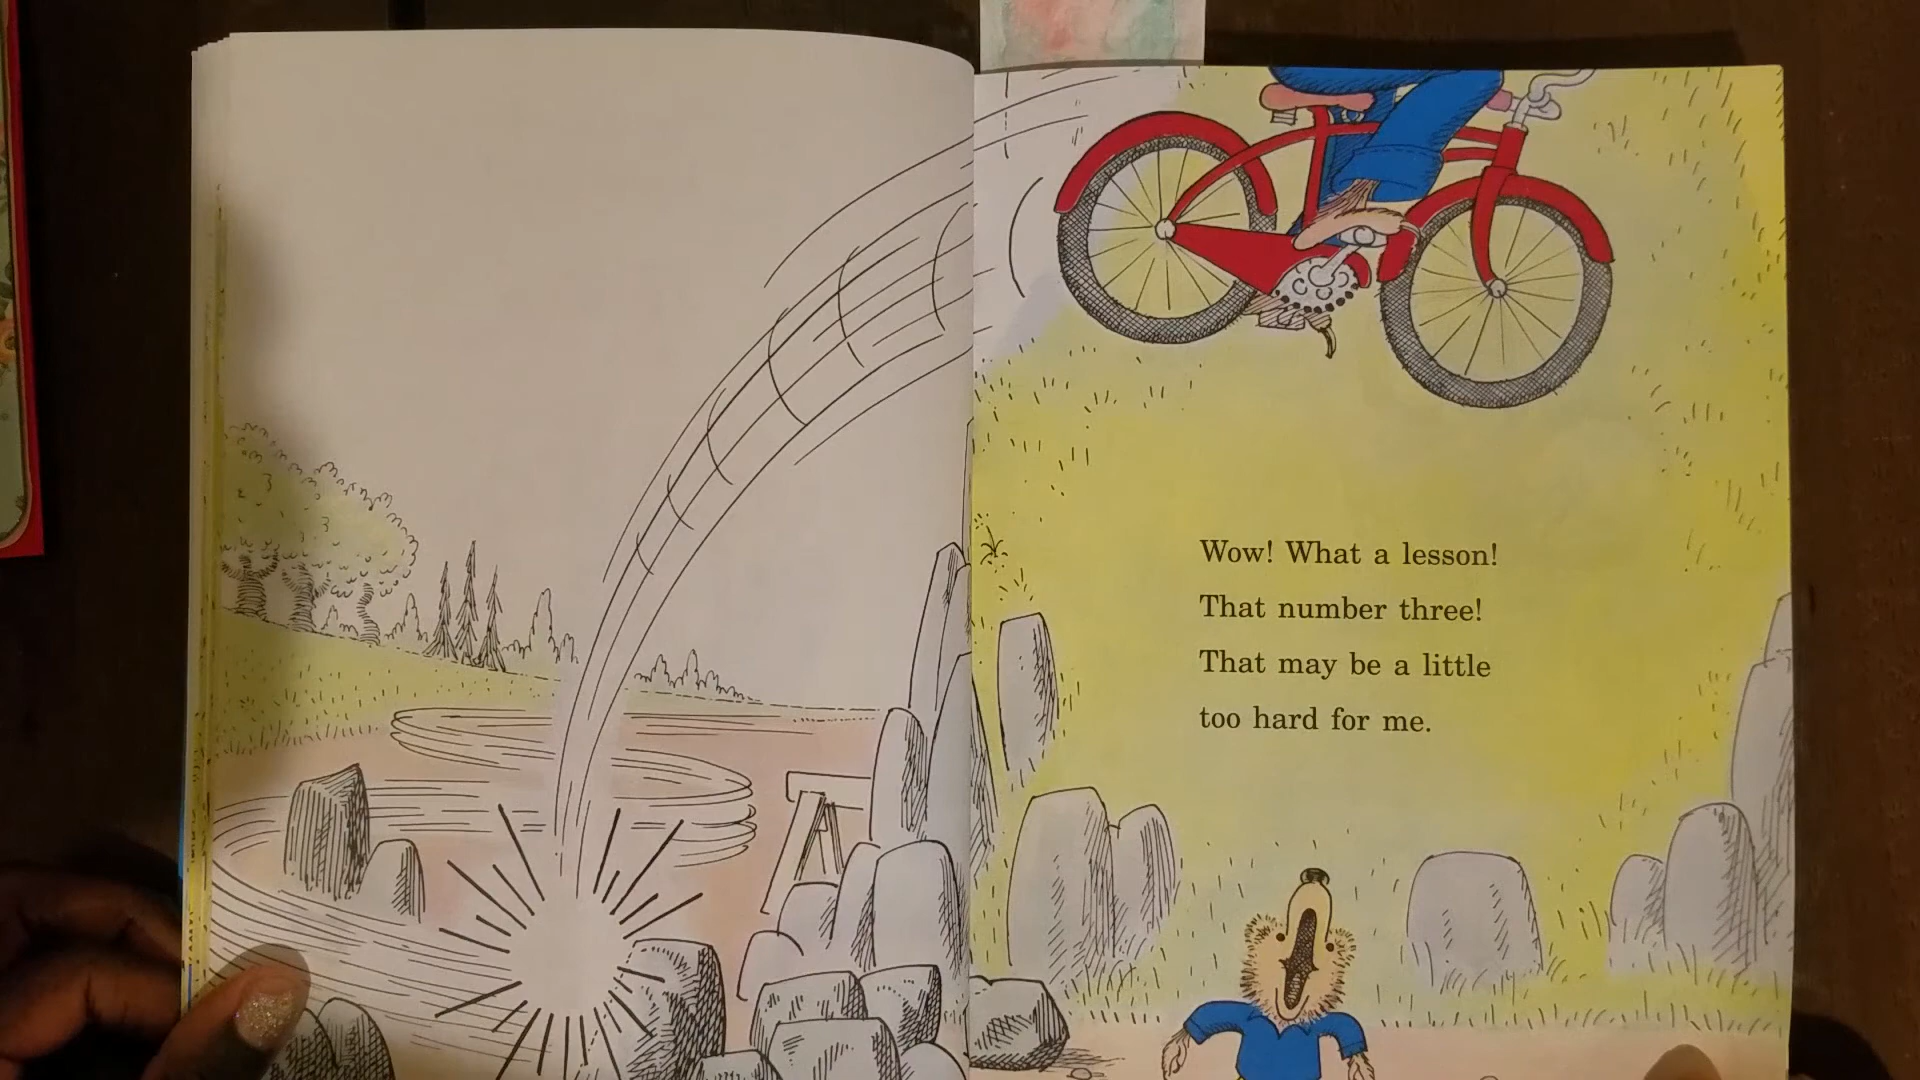 Wow! What a lesson!
That number three!
That may be a little
too hard for me.